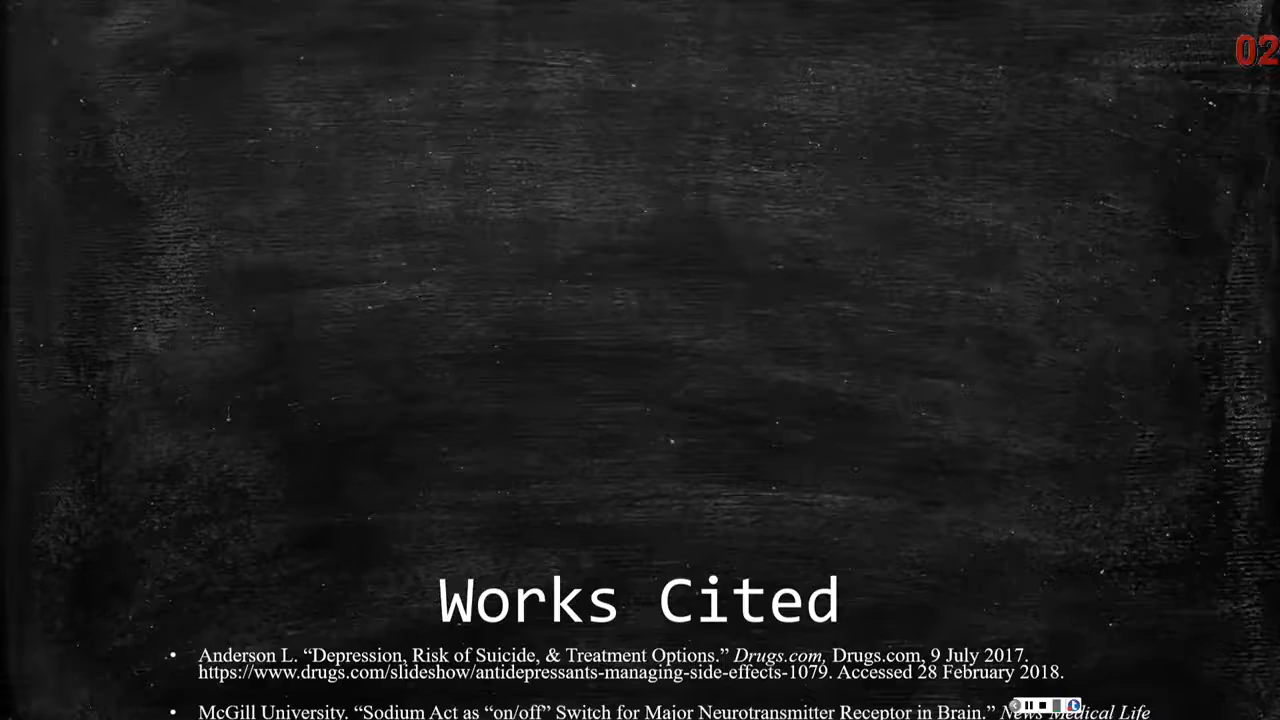 02
Works Cited
• Anderson L. “Depression, Risk of Suicide, & Treatment Options.” Drugs.com, Drugs.com, 9 July 2017,
https://www.drugs.com/slideshow/antidepressants-managing-side-effects-1079. Accessed 28 February 2018.
• McGill University. “Sodium Act as “on/off” Switch for Major Neurotransmitter Receptor in Brain.” News-Medical Life